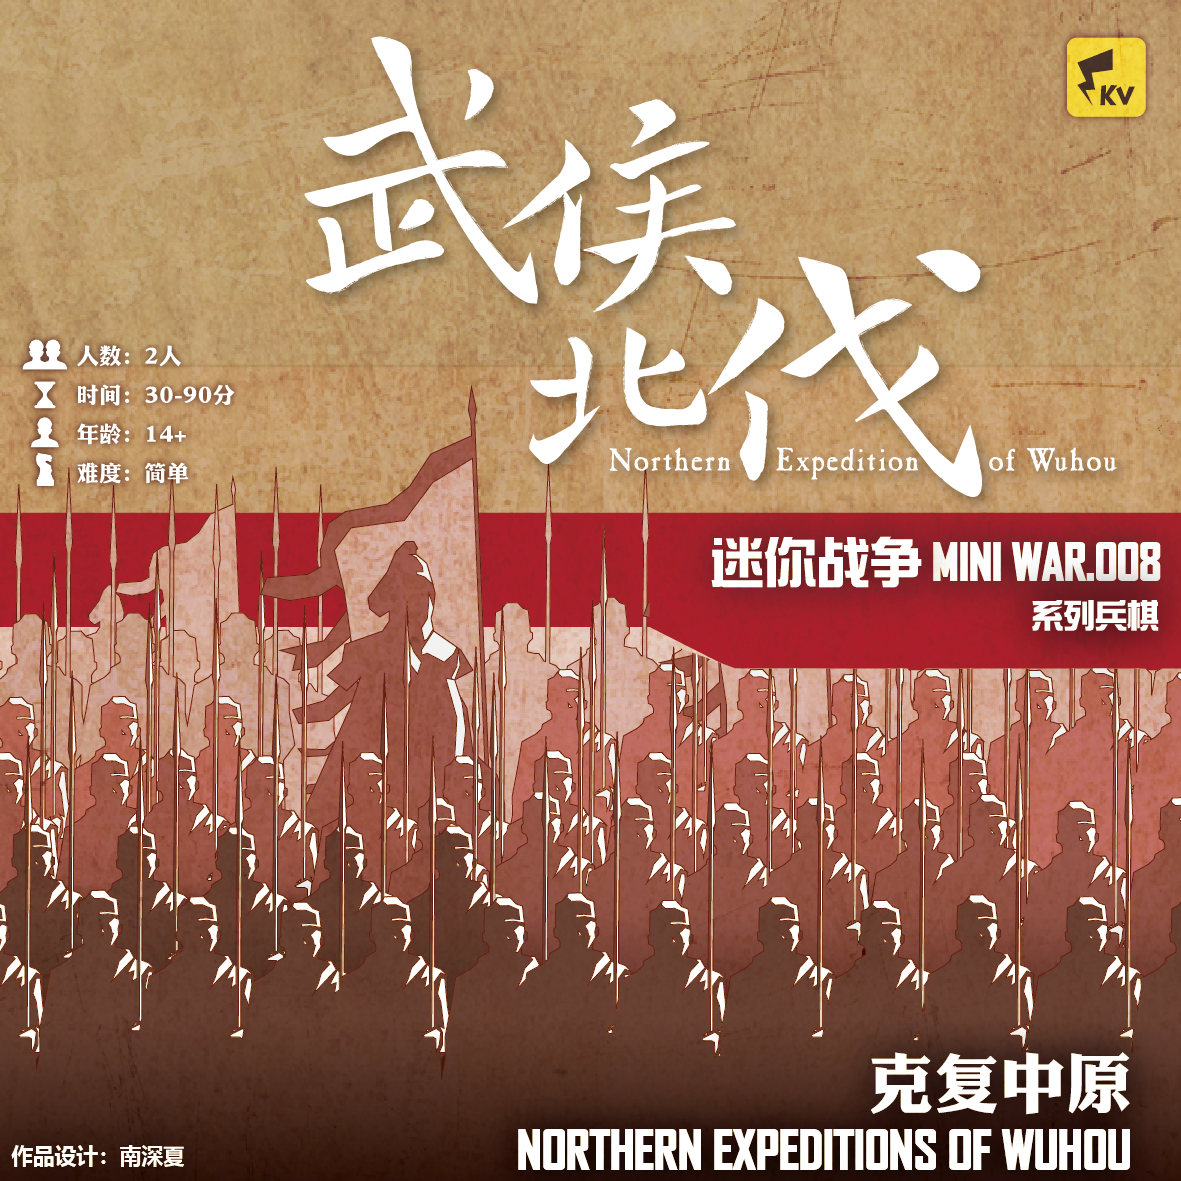 KV
武侯
北伐
Northern Expedition of Wuhou
人数：2人
时间：30-90分
年龄：14+
难度：简单
迷你战争 MINI WAR.008
系列兵棋
克复中原
NORTHERN EXPEDITIONS OF WUHOU
作品设计：南深夏